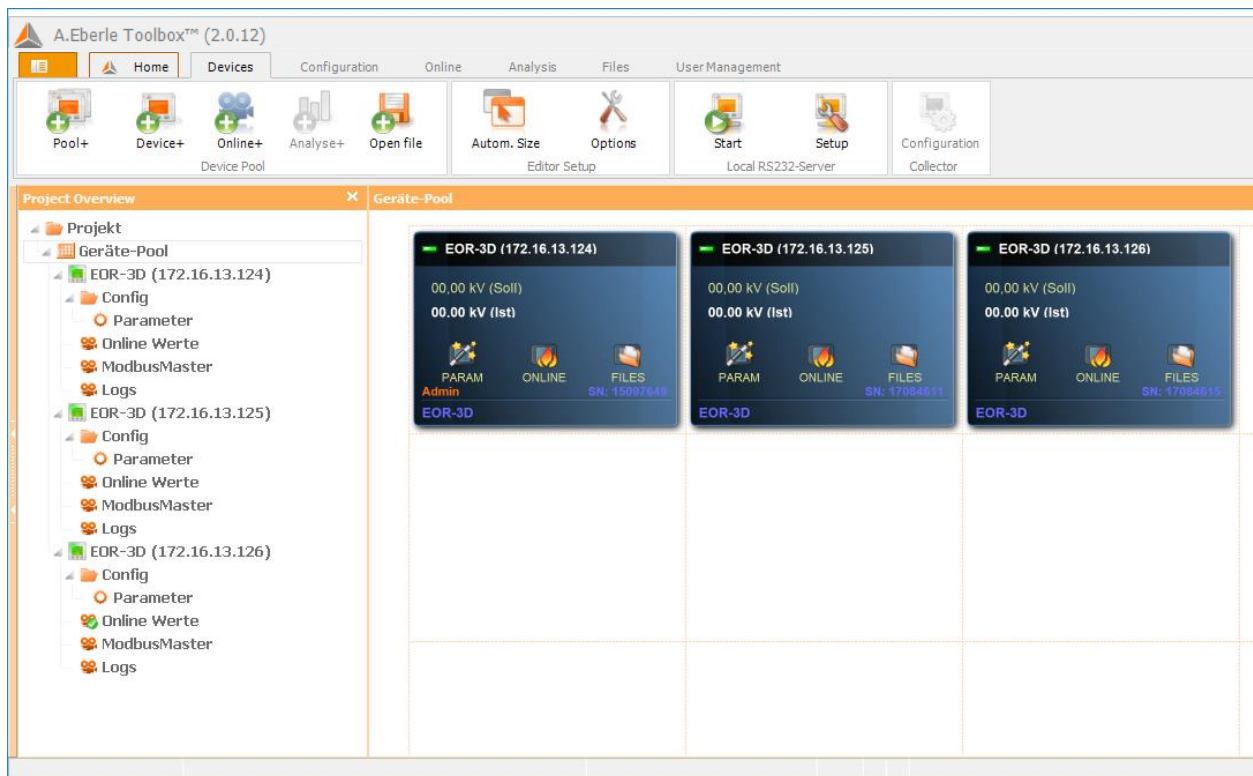 A.Eberle Toolbox™ (2.0.12)
Home Devices Configuration Online Analysis Files User Management
Pool+ Device+ Online+ Analyse+ Open file Autom. Size Options Start Setup Configuration
Device Pool Editor Setup Local RS232-Server Collector
Project Overview
Projekt
Geräte-Pool
EOR-3D (172.16.13.124)
Config
Parameter
Online Werte
ModbusMaster
Logs
EOR-3D (172.16.13.125)
Config
Parameter
Online Werte
ModbusMaster
Logs
EOR-3D (172.16.13.126)
Config
Parameter
Online Werte
ModbusMaster
Logs
Geräte-Pool
EOR-3D (172.16.13.124)
00,00 kV (Soll)
00.00 kV (Ist)
PARAM ONLINE FILES
Admin SN: 15097649
EOR-3D
EOR-3D (172.16.13.125)
00,00 kV (Soll)
00.00 kV (Ist)
PARAM ONLINE FILES
SN: 17084611
EOR-3D
EOR-3D (172.16.13.126)
00,00 kV (Soll)
00.00 kV (Ist)
PARAM ONLINE FILES
SN: 17084615
EOR-3D